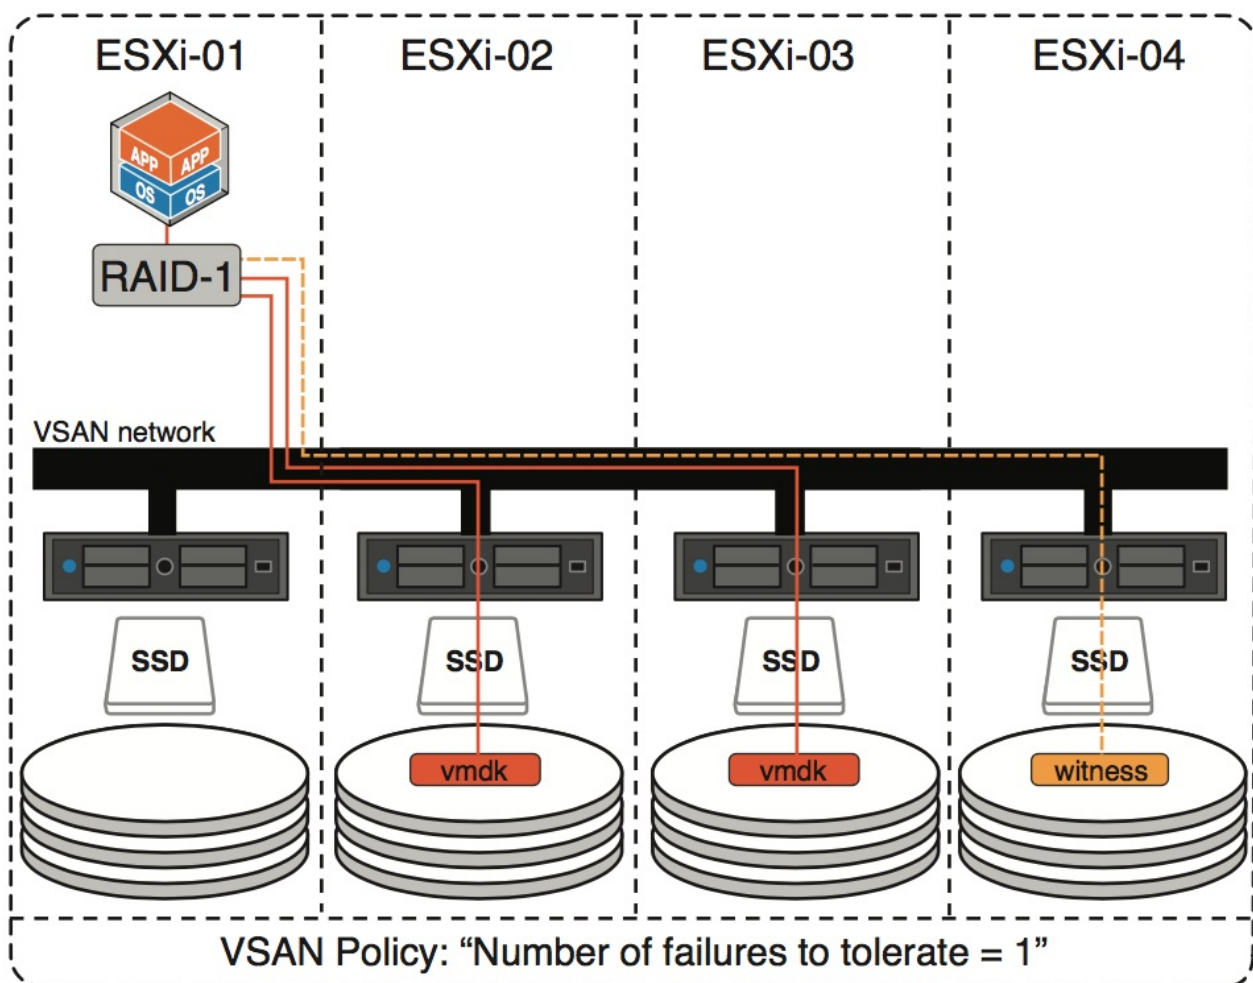 ESXi-01
ESXi-02
ESXi-03
ESXi-04
APP APP
OS OS
RAID-1
VSAN network
SSD
SSD
SSD
SSD
vmdk
vmdk
witness
VSAN Policy: “Number of failures to tolerate = 1”